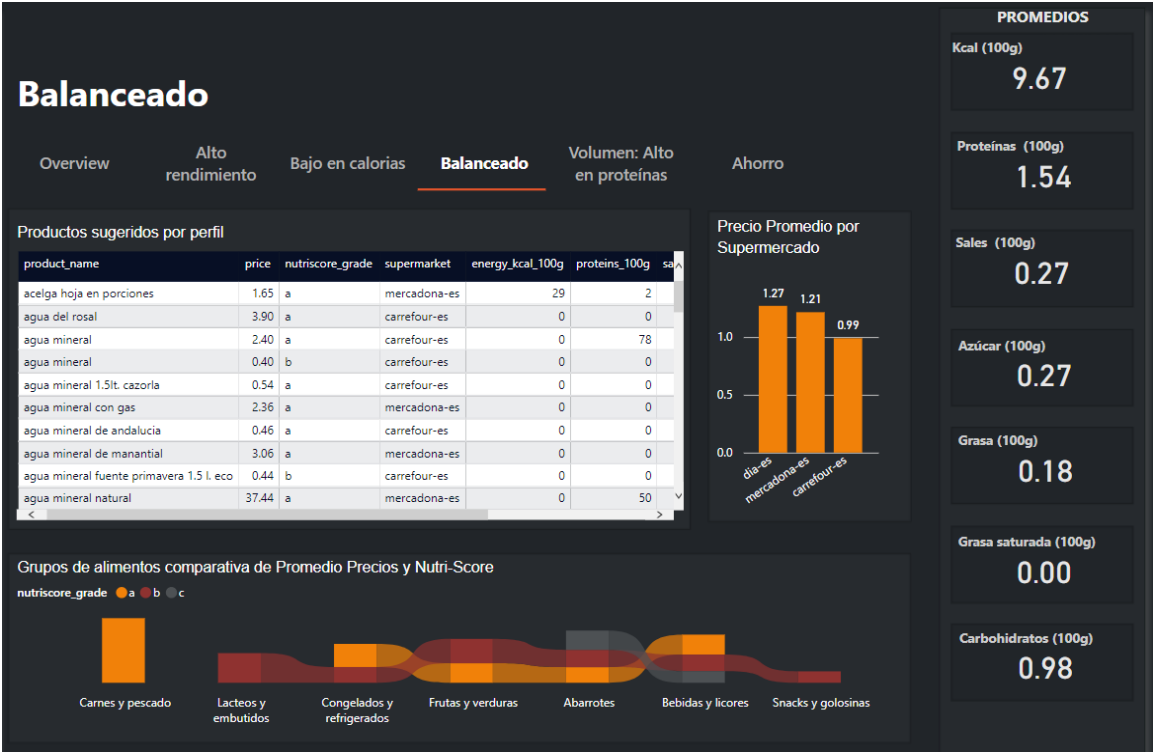 PROMEDIOS
Kcal (100g)
9.67
Balanceado
Overview
Alto
rendimiento
Bajo en calorias
Balanceado
Volumen: Alto
en proteínas
Ahorro
Proteínas (100g)
1.54
Productos sugeridos por perfil
product_name price nutriscore_grade supermarket energy_kcal_100g proteins_100g sa
acelga hoja en porciones 1.65 a mercadona-es 29 2
agua del rosal 3.90 a carrefour-es 0 0
agua mineral 2.40 a carrefour-es 0 78
agua mineral 0.40 b carrefour-es 0 0
agua mineral 1.5lt. cazorla 0.54 a carrefour-es 0 0
agua mineral con gas 2.36 a mercadona-es 0 0
agua mineral de andalucia 0.46 a carrefour-es 0 0
agua mineral de manantial 3.06 a mercadona-es 0 0
agua mineral fuente primavera 1.5 l. eco 0.44 b carrefour-es 0 0
agua mineral natural 37.44 a mercadona-es 0 50
Precio Promedio por
Supermercado
1.27
1.21
0.99
1.0
0.5
0.0
dia-es
mercadona-es
carrefour-es
Sales (100g)
0.27
Azúcar (100g)
0.27
Grasa (100g)
0.18
Grasa saturada (100g)
0.00
Carbohidratos (100g)
0.98
Grupos de alimentos comparativa de Promedio Precios y Nutri-Score
nutriscore_grade a b c
Carnes y pescado
Lacteos y
embutidos
Congelados y
refrigerados
Frutas y verduras
Abarrotes
Bebidas y licores
Snacks y golosinas